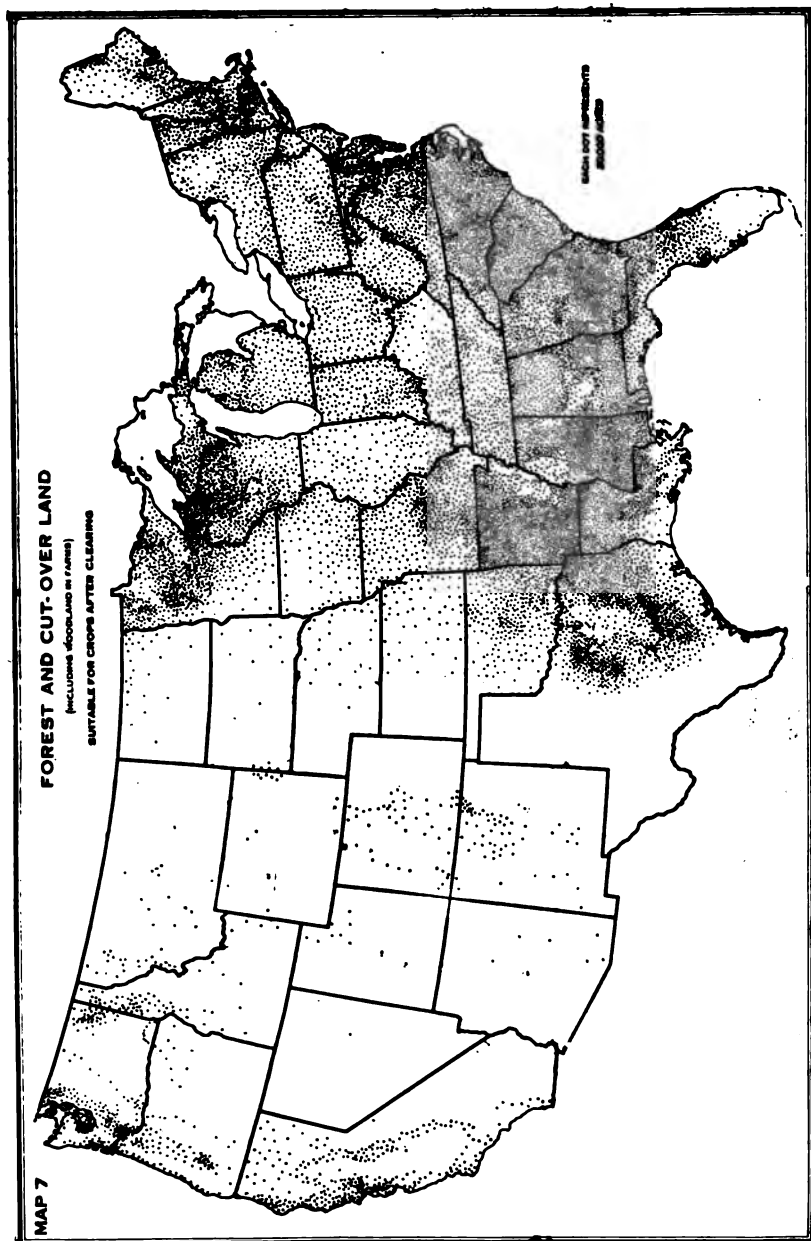 MAP 7
FOREST AND CUT-OVER LAND
(INCLUDING WOODLAND IN FARMS)
SUITABLE FOR CROPS AFTER CLEARING
EACH DOT REPRESENTS
ACRES